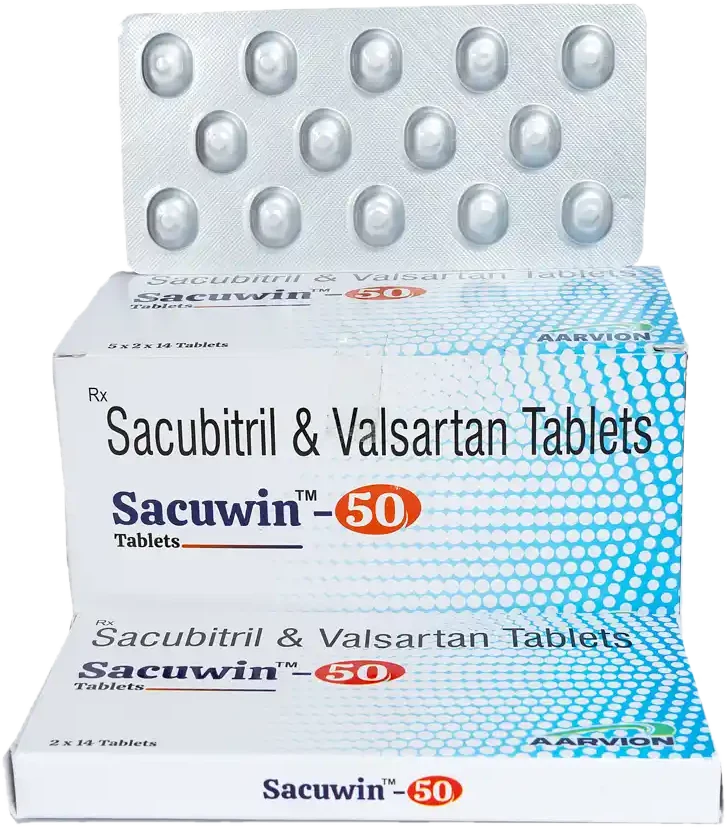 Sacubitril & Valsartan Tablets
Sacuwin™-50
Tablets
5 x 2 x 14 Tablets
AARVION
Rx
Sacubitril & Valsartan Tablets
Sacuwin™-50
Tablets
Rx
Sacubitril & Valsartan Tablets
Sacuwin™-50
Tablets
2 x 14 Tablets
AARVION
Sacuwin™-50